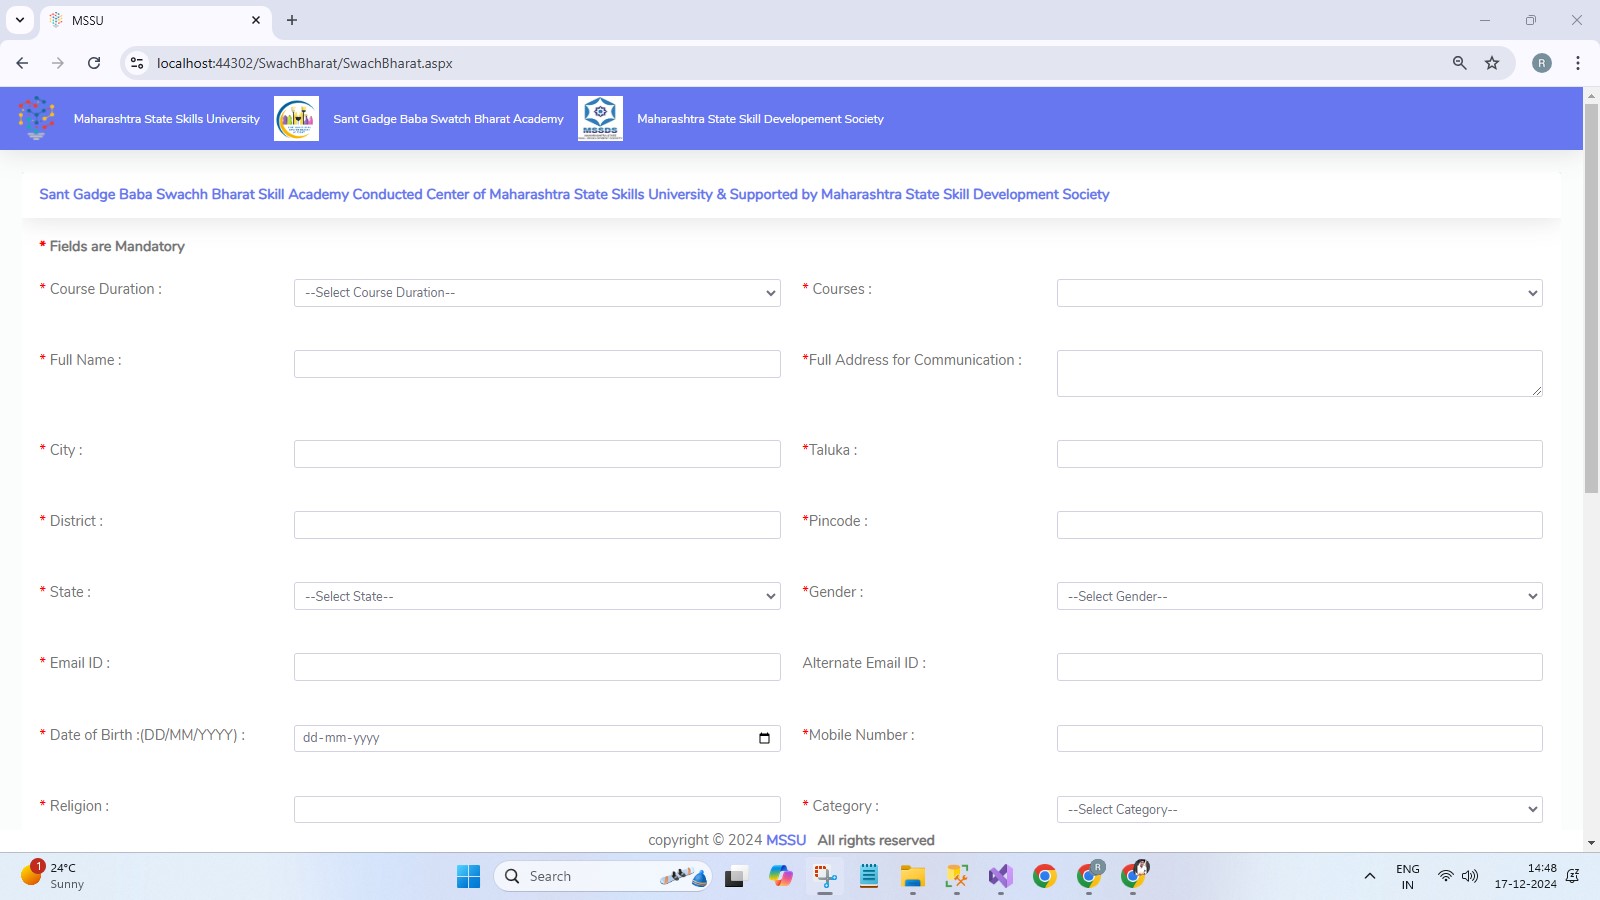 MSSU
localhost:44302/SwachBharat/SwachBharat.aspx
R
Maharashtra State Skills University
Sant Gadge Baba Swatch Bharat Academy
MSSDS
Maharashtra State Skill Developement Society
Sant Gadge Baba Swachh Bharat Skill Academy Conducted Center of Maharashtra State Skills University & Supported by Maharashtra State Skill Development Society
* Fields are Mandatory
* Course Duration :
--Select Course Duration--
* Courses :
* Full Name :
*Full Address for Communication :
* City :
*Taluka :
* District :
*Pincode :
* State :
--Select State--
*Gender :
--Select Gender--
* Email ID :
Alternate Email ID :
* Date of Birth :(DD/MM/YYYY) :
dd-mm-yyyy
*Mobile Number :
* Religion :
* Category :
--Select Category--
copyright © 2024 MSSU All rights reserved
1
24°C
Sunny
Search
R
ENG
IN
14:48
17-12-2024